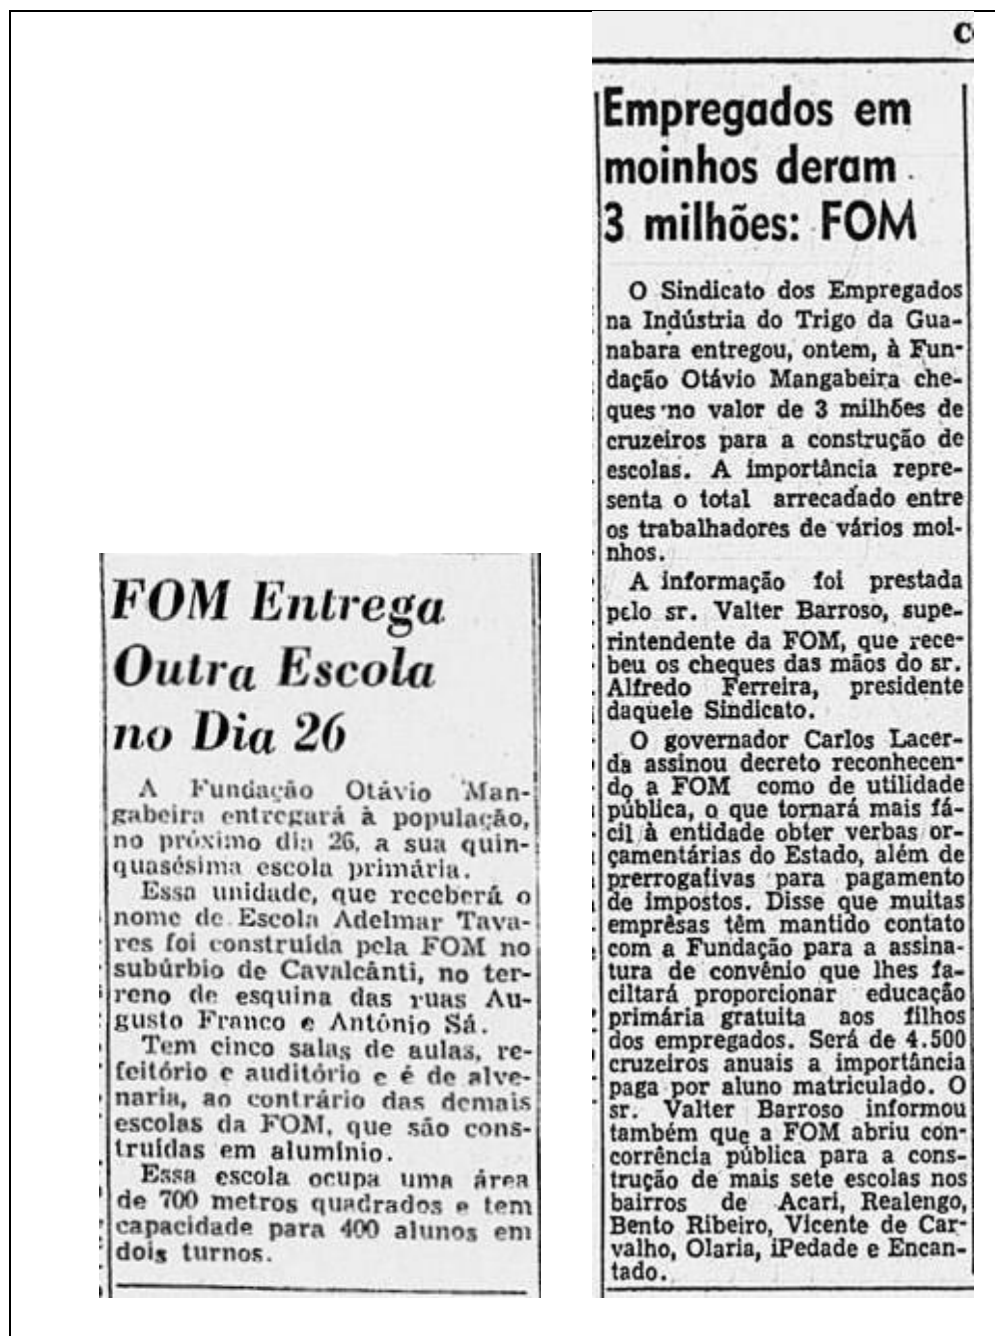 FOM Entrega
Outra Escola
no Dia 26
A Fundação Otávio Man-
gabeira entregará à população,
no próximo dia 26, a sua quin-
quasésima escola primária.
Essa unidade, que receberá o
nome de Escola Adelmar Tava-
res foi construída pela FOM no
subúrbio de Cavalcânti, no ter-
reno de esquina das ruas Au-
gusto Franco e Antônio Sá.
Tem cinco salas de aulas, re-
feitório e auditório e é de alve-
naria, ao contrário das demais
escolas da FOM, que são cons-
truídas em alumínio.
Essa escola ocupa uma área
de 700 metros quadrados e tem
capacidade para 400 alunos em
dois turnos.
c
Empregados em
moinhos deram
3 milhões: FOM
O Sindicato dos Empregados
na Indústria do Trigo da Gua-
nabara entregou, ontem, à Fun-
dação Otávio Mangabeira che-
ques no valor de 3 milhões de
cruzeiros para a construção de
escolas. A importância repre-
senta o total arrecadado entre
os trabalhadores de vários moi-
nhos.
A informação foi prestada
pelo sr. Valter Barroso, supe-
rintendente da FOM, que rece-
beu os cheques das mãos do sr.
Alfredo Ferreira, presidente
daquele Sindicato.
O governador Carlos Lacer-
da assinou decreto reconhecen-
do a FOM como de utilidade
pública, o que tornará mais fá-
cil à entidade obter verbas or-
çamentárias do Estado, além de
prerrogativas para pagamento
de impostos. Disse que muitas
emprêsas têm mantido contato
com a Fundação para a assina-
tura de convênio que lhes fa-
ciltará proporcionar educação
primária gratuita aos filhos
dos empregados. Será de 4.500
cruzeiros anuais a importância
paga por aluno matriculado. O
sr. Valter Barroso informou
também que a FOM abriu con-
corrência pública para a cons-
trução de mais sete escolas nos
bairros de Acari, Realengo,
Bento Ribeiro, Vicente de Car-
valho, Olaria, iPedade e Encan-
tado.